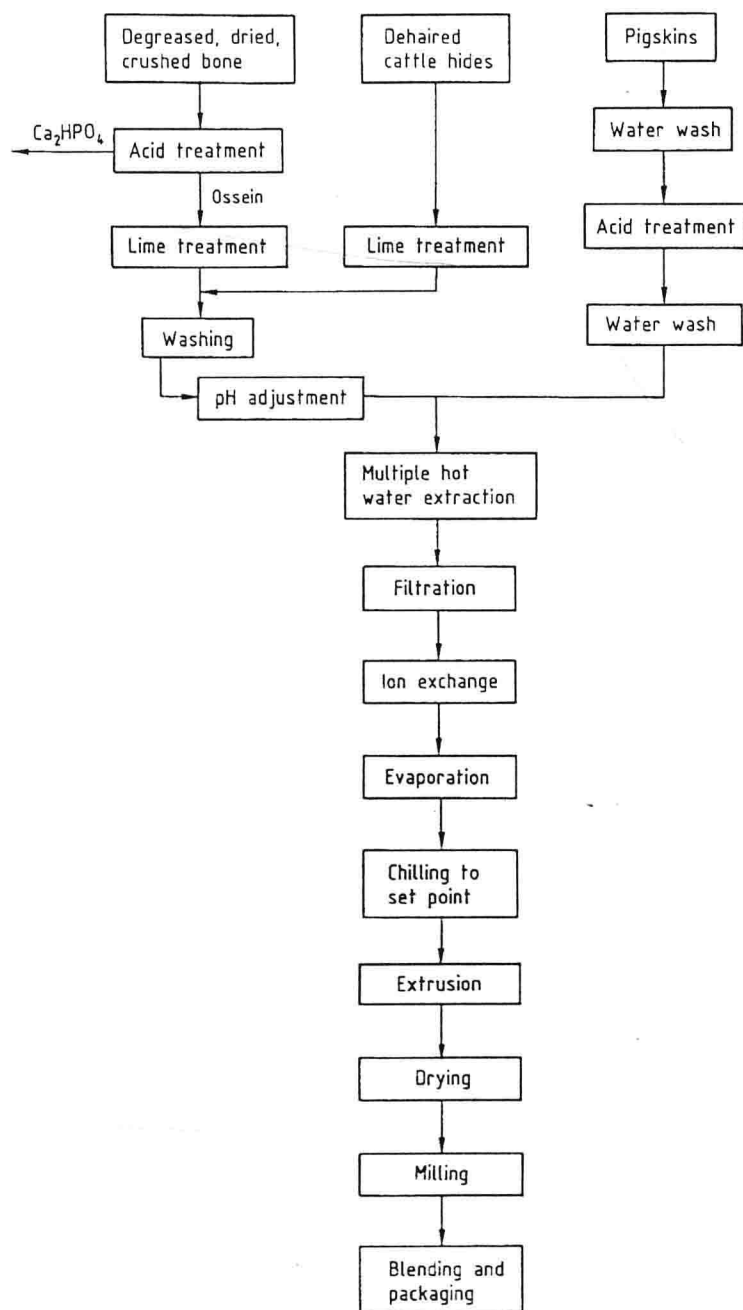 Degreased, dried,
crushed bone
Dehaired
cattle hides
Pigskins
Ca₂HPO₄
Acid treatment
Water wash
Ossein
Acid treatment
Lime treatment
Lime treatment
Water wash
Washing
pH adjustment
Multiple hot
water extraction
Filtration
Ion exchange
Evaporation
Chilling to
set point
Extrusion
Drying
Milling
Blending and
packaging